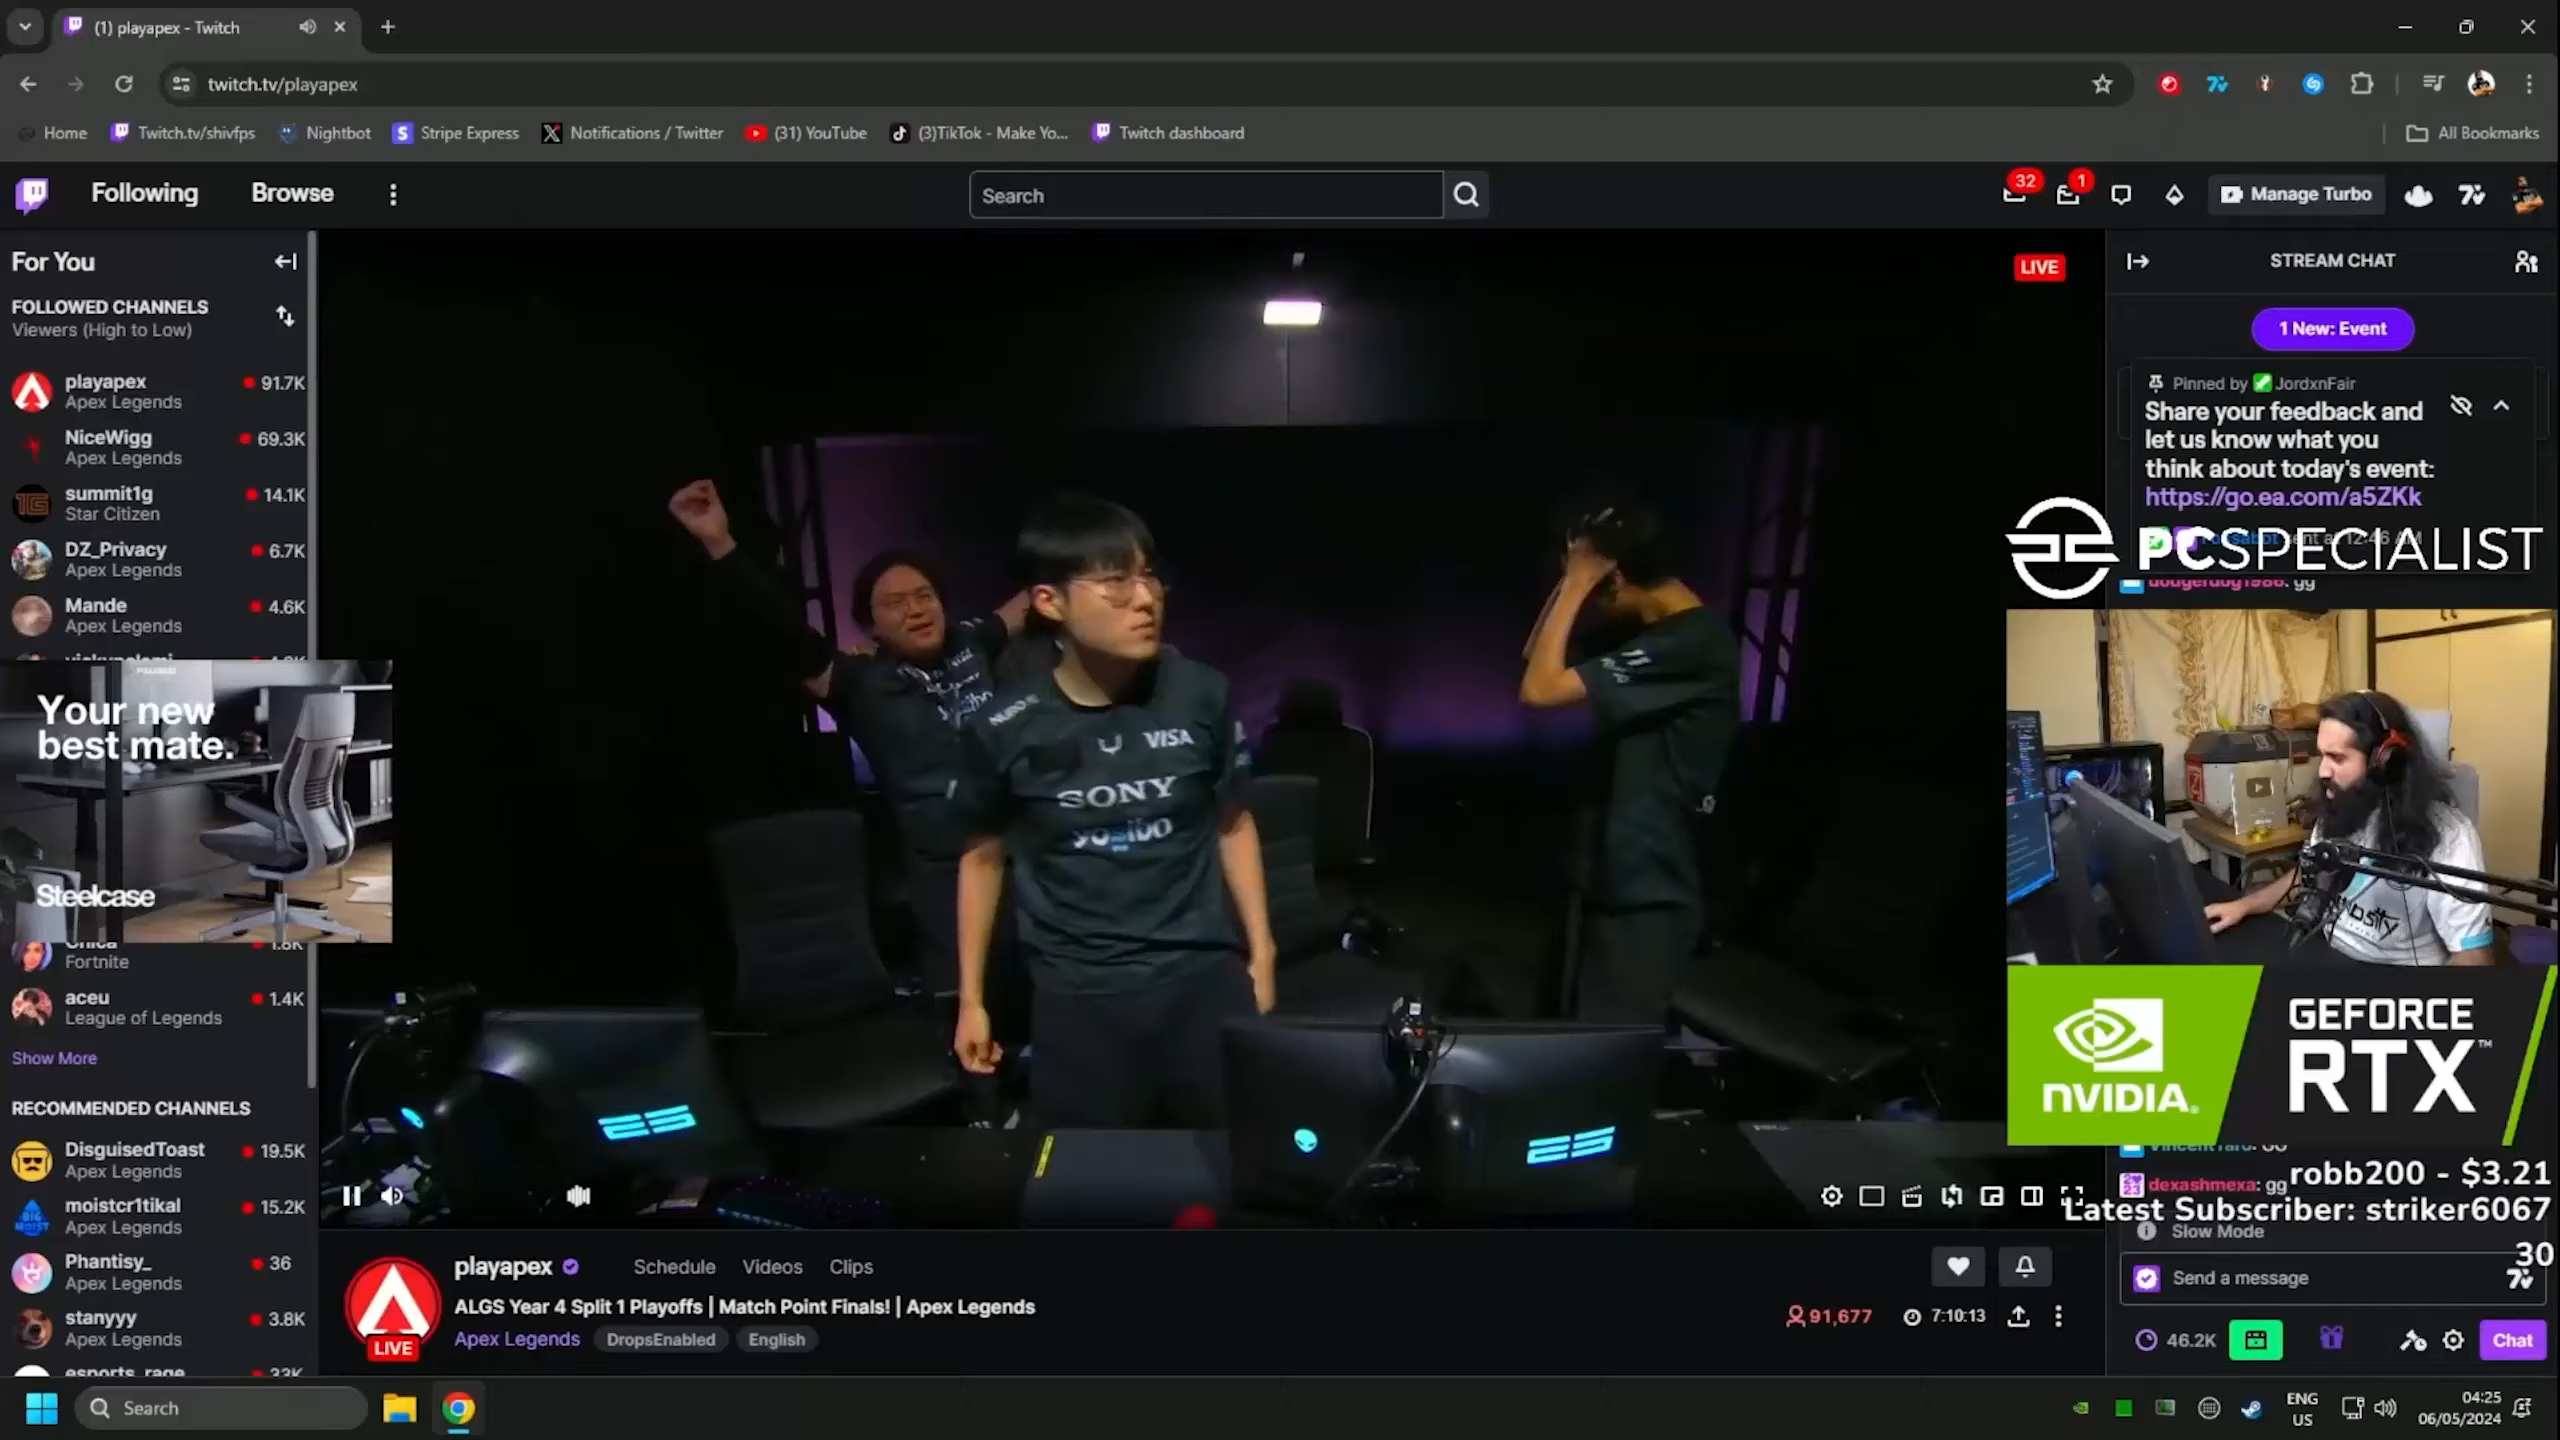 (1) playapex - Twitch
twitch.tv/playapex
Home
Twitch.tv/shivfps
Nightbot
Stripe Express
Notifications / Twitter
(31) YouTube
(3)TikTok - Make Yo...
Twitch dashboard
All Bookmarks
Following
Browse
Search
32
1
Manage Turbo
For You
FOLLOWED CHANNELS
Viewers (High to Low)
playapex
91.7K
Apex Legends
NiceWigg
69.3K
Apex Legends
summit1g
14.1K
Star Citizen
DZ_Privacy
6.7K
Apex Legends
Mande
4.6K
Apex Legends
Your new
best mate.
Steelcase
Fortnite
aceu
1.4K
League of Legends
Show More
RECOMMENDED CHANNELS
DisguisedToast
19.5K
Apex Legends
moistcr1tikal
15.2K
Apex Legends
Phantisy_
36
Apex Legends
stanyyy
3.8K
Apex Legends
LIVE
VISA
SONY
yogibo
playapex
Schedule
Videos
Clips
ALGS Year 4 Split 1 Playoffs | Match Point Finals! | Apex Legends
Apex Legends
DropsEnabled
English
LIVE
91,677
7:10:13
STREAM CHAT
1 New: Event
Pinned by JordxnFair
Share your feedback and
let us know what you
think about today's event:
https://go.ea.com/a5ZKk
PCSPECIALIST
NVIDIA
GEFORCE
RTX™
dexashmexa: gg
robb200 - $3.21
Latest Subscriber: striker6067
Slow Mode
30
Send a message
46.2K
Chat
Search
ENG
US
04:25
06/05/2024